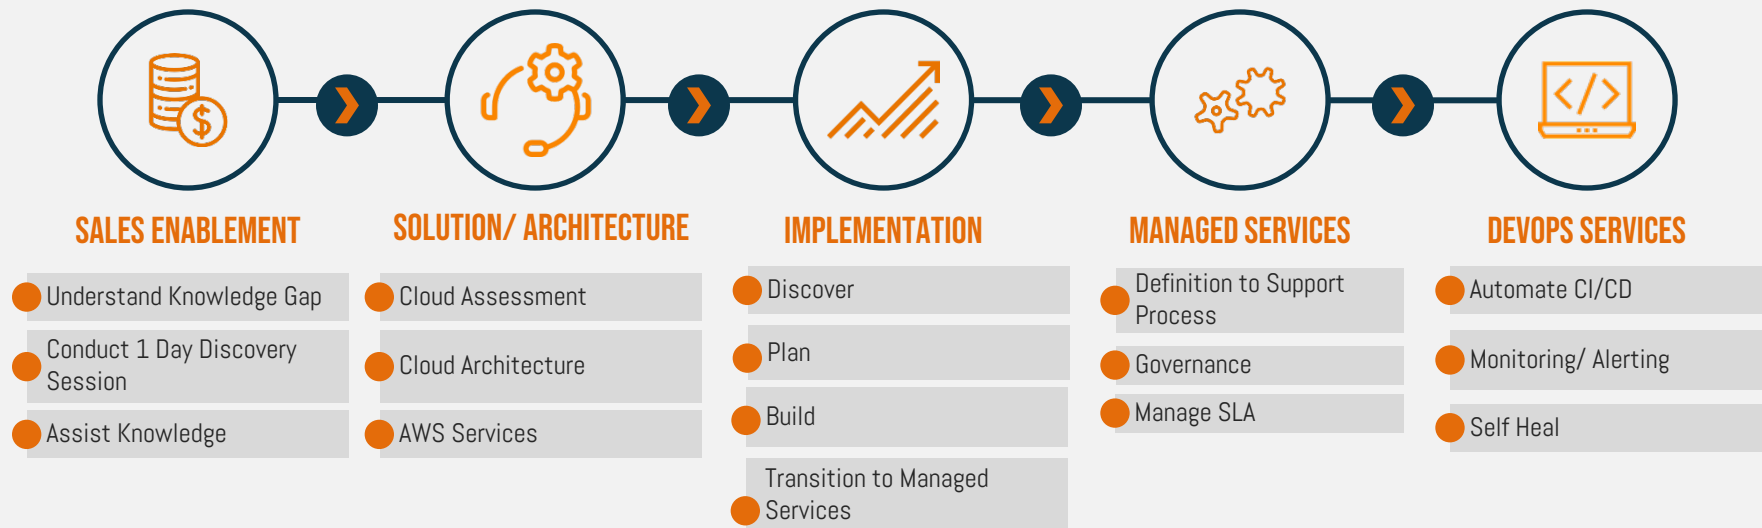 $
</>
SALES ENABLEMENT
Understand Knowledge Gap
Conduct 1 Day Discovery
Session
Assist Knowledge
SOLUTION/ ARCHITECTURE
Cloud Assessment
Cloud Architecture
AWS Services
IMPLEMENTATION
Discover
Plan
Build
Transition to Managed
Services
MANAGED SERVICES
Definition to Support
Process
Governance
Manage SLA
DEVOPS SERVICES
Automate CI/CD
Monitoring/ Alerting
Self Heal